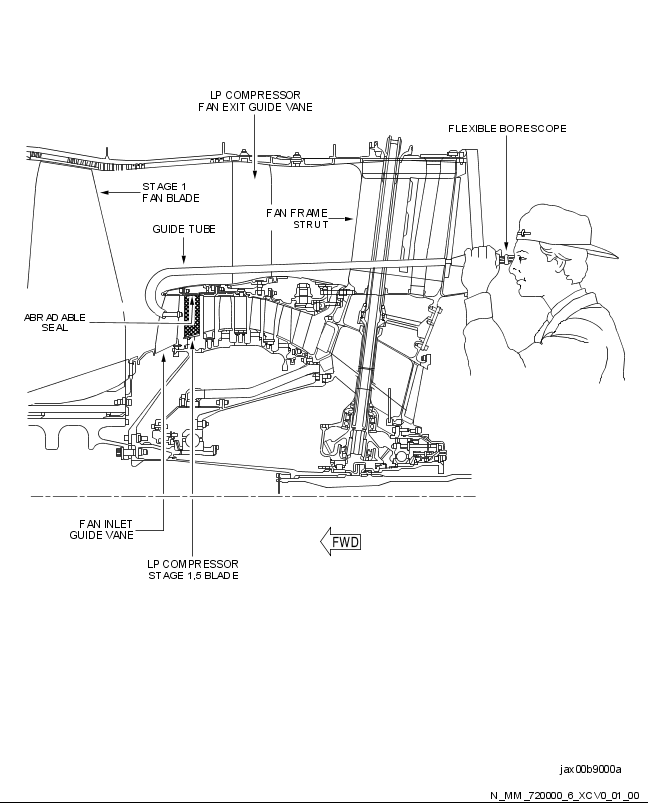 LP COMPRESSOR
FAN EXIT GUIDE VANE
FLEXIBLE BORESCOPE
STAGE 1
FAN BLADE
FAN FRAME
STRUT
GUIDE TUBE
ABRADABLE
SEAL
FAN INLET
GUIDE VANE
FWD
LP COMPRESSOR
STAGE 1,5 BLADE
jax00b9000a
N_MM_720000_6_XCV0_01_00